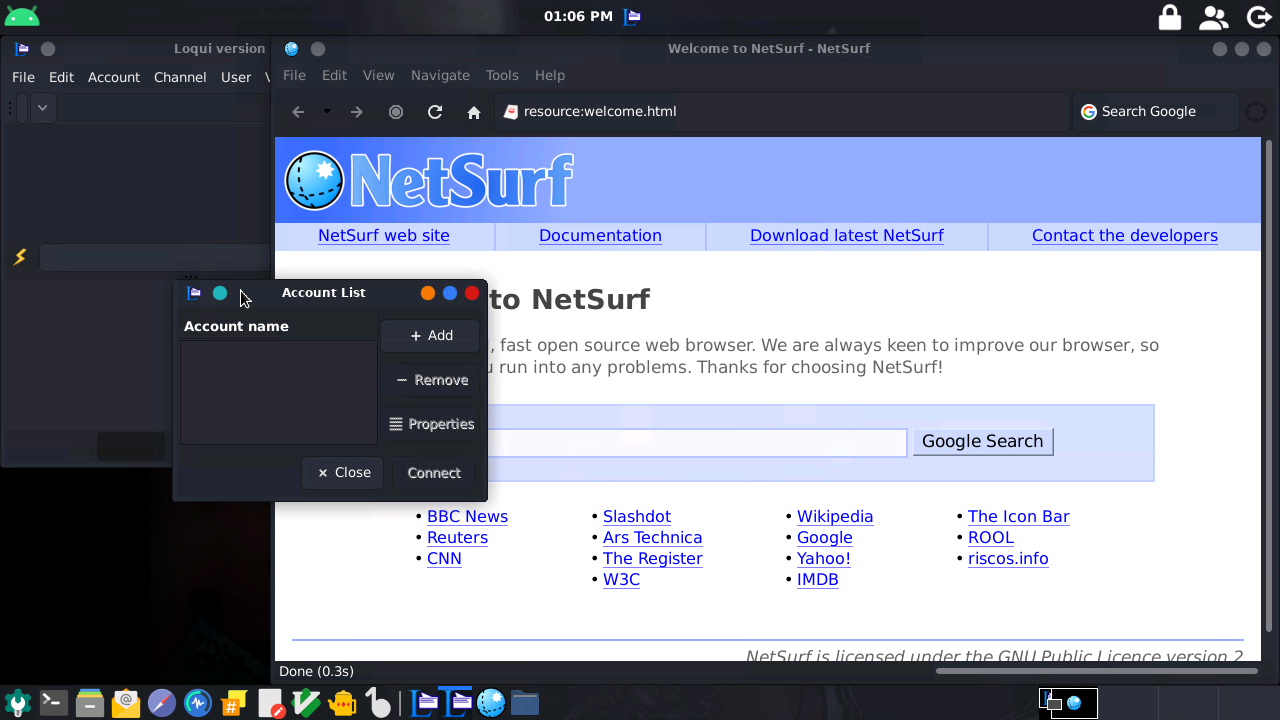 01:06 PM
Loqui version
Welcome to NetSurf - NetSurf
File Edit Account Channel User
File Edit View Navigate Tools Help
resource:welcome.html
Search Google
NetSurf
NetSurf web site
Documentation
Download latest NetSurf
Contact the developers
Account List
Account name
Add
Remove
Properties
Close
Connect
to NetSurf
, fast open source web browser. We are always keen to improve our browser, so
u run into any problems. Thanks for choosing NetSurf!
Google Search
• BBC News • Slashdot • Wikipedia • The Icon Bar
• Reuters • Ars Technica • Google • ROOL
• CNN • The Register • Yahoo! • riscos.info
• W3C • IMDB
NetSurf is licensed under the GNU Public Licence version 2
Done (0.3s)